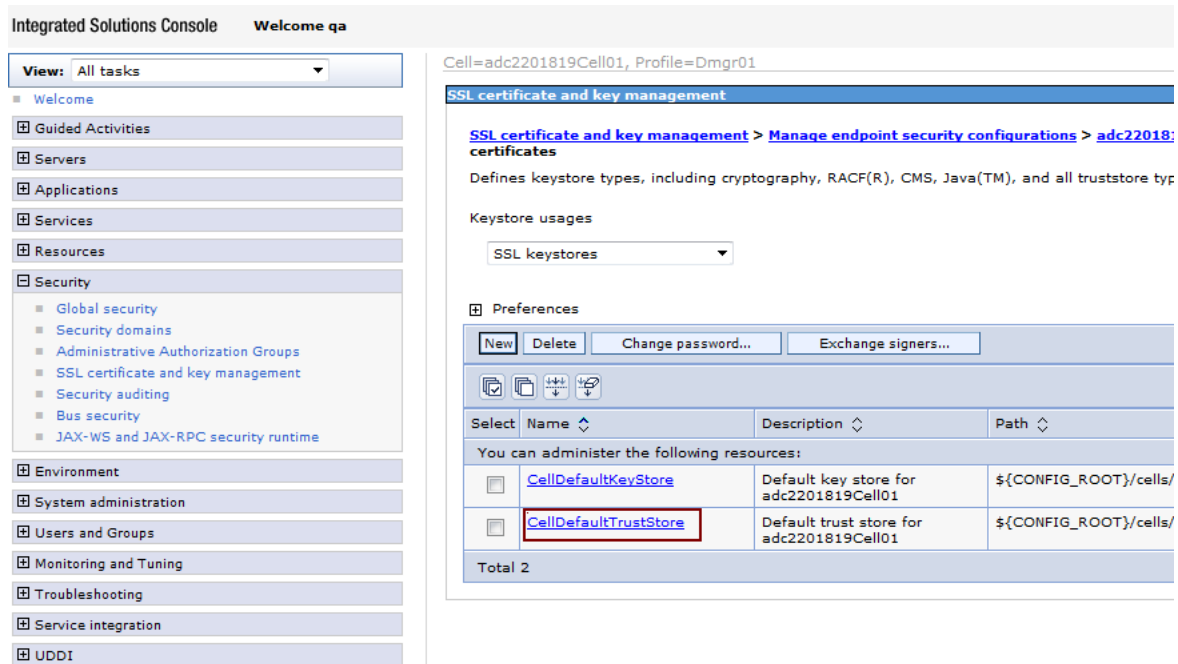 Integrated Solutions Console Welcome qa
View: All tasks
Welcome
Guided Activities
Servers
Applications
Services
Resources
Security
Global security
Security domains
Administrative Authorization Groups
SSL certificate and key management
Security auditing
Bus security
JAX-WS and JAX-RPC security runtime
Environment
System administration
Users and Groups
Monitoring and Tuning
Troubleshooting
Service integration
UDDI
Cell=adc2201819Cell01, Profile=Dmgr01
SSL certificate and key management
SSL certificate and key management > Manage endpoint security configurations > adc22018
certificates
Defines keystore types, including cryptography, RACF(R), CMS, Java(TM), and all truststore typ
Keystore usages
SSL keystores
Preferences
New Delete Change password... Exchange signers...
Select Name Description Path
You can administer the following resources:
CellDefaultKeyStore Default key store for ${CONFIG_ROOT}/cells/
adc2201819Cell01
CellDefaultTrustStore Default trust store for ${CONFIG_ROOT}/cells/
adc2201819Cell01
Total 2